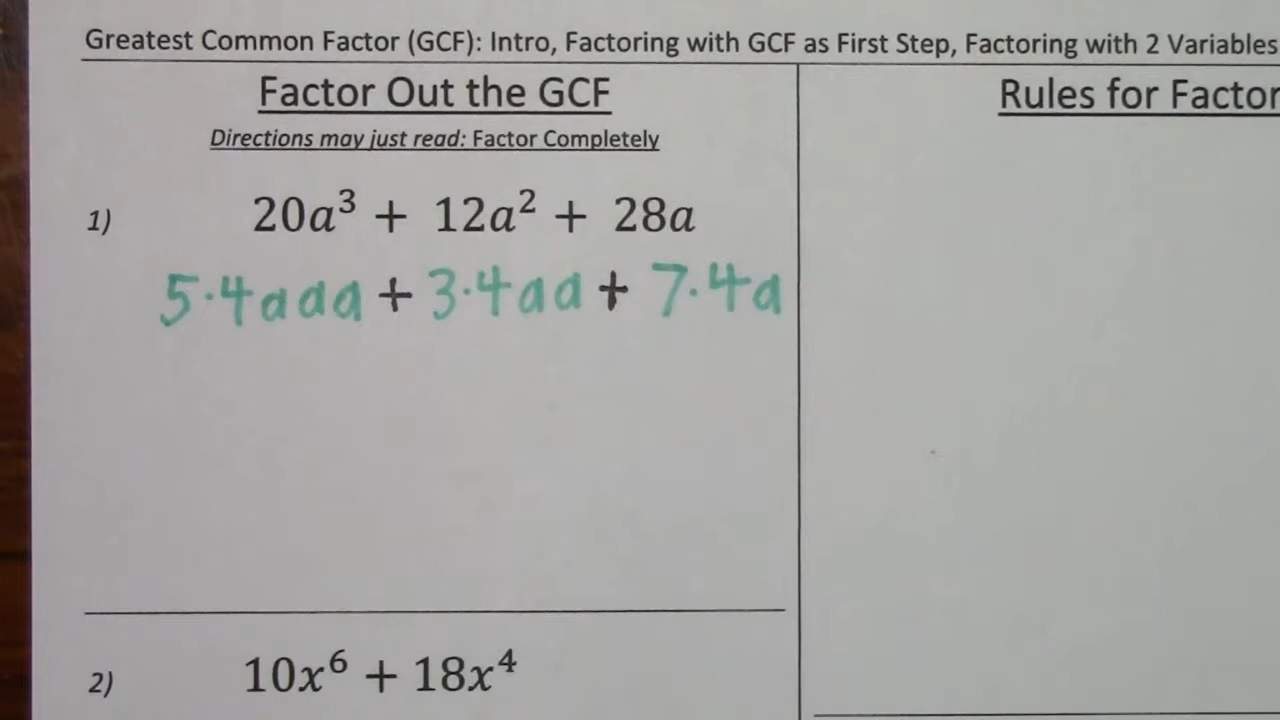 Greatest Common Factor (GCF): Intro, Factoring with GCF as First Step, Factoring with 2 Variables
Factor Out the GCF
Directions may just read: Factor Completely
1) 20a³ + 12a² + 28a
5·4aaa + 3·4aa + 7·4a
2) 10x⁶ + 18x⁴
Rules for Factor